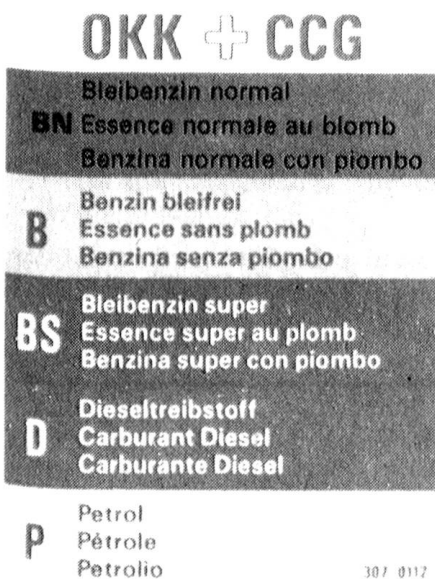 OKK + CCG
BN
Bleibenzin normal
Essence normale au blomb
Benzina normale con piombo
B
Benzin bleifrei
Essence sans plomb
Benzina senza piombo
BS
Bleibenzin super
Essence super au plomb
Benzina super con piombo
D
Dieseltreibstoff
Carburant Diesel
Carburante Diesel
P
Petrol
Pétrole
Petrolio
307 0117